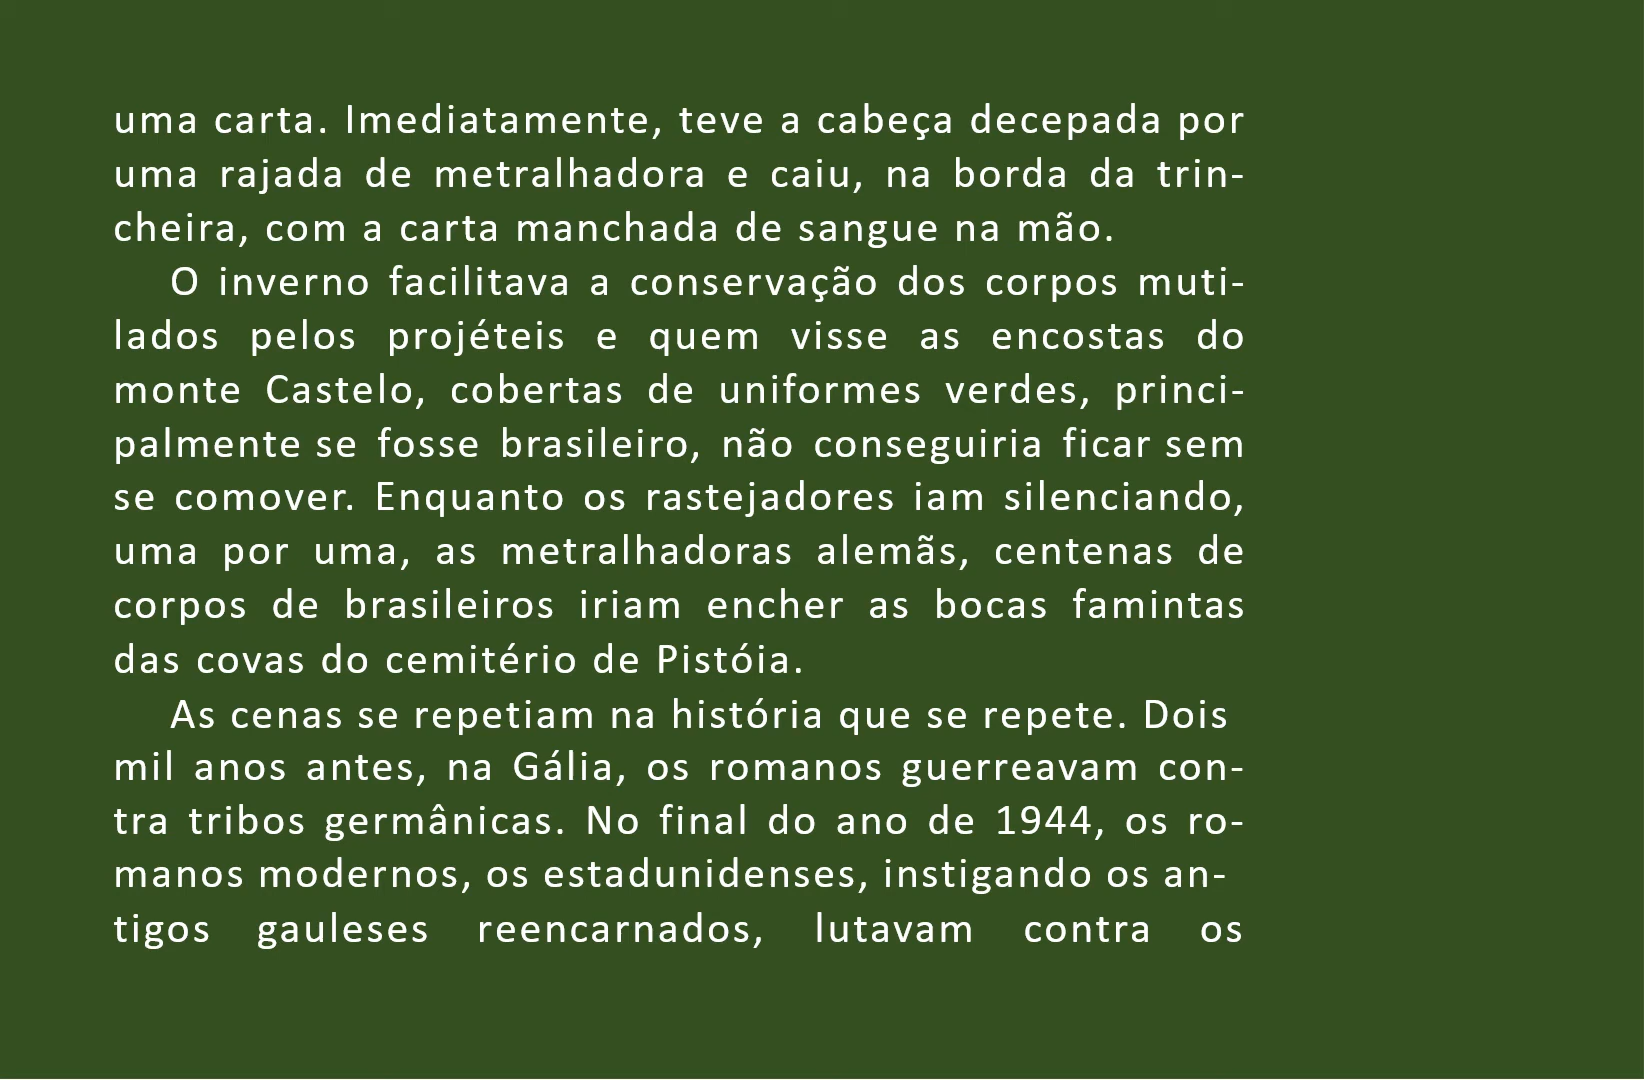 uma carta. Imediatamente, teve a cabeça decepada por
uma rajada de metralhadora e caiu, na borda da trin-
cheira, com a carta manchada de sangue na mão.
O inverno facilitava a conservação dos corpos muti-
lados pelos projéteis e quem visse as encostas do
monte Castelo, cobertas de uniformes verdes, princi-
palmente se fosse brasileiro, não conseguiria ficar sem
se comover. Enquanto os rastejadores iam silenciando,
uma por uma, as metralhadoras alemãs, centenas de
corpos de brasileiros iriam encher as bocas famintas
das covas do cemitério de Pistóia.
As cenas se repetiam na história que se repete. Dois
mil anos antes, na Gália, os romanos guerreavam con-
tra tribos germânicas. No final do ano de 1944, os ro-
manos modernos, os estadunidenses, instigando os an-
tigos gauleses reencarnados, lutavam contra os